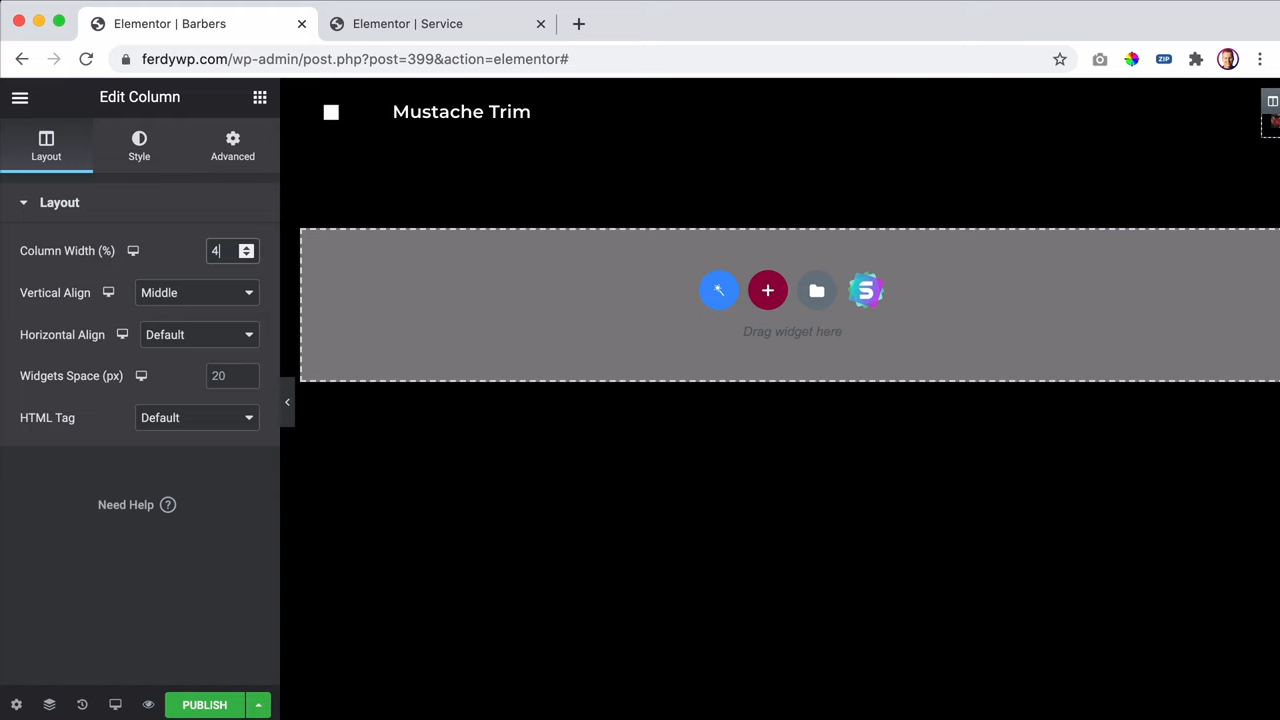 Elementor | Barbers
Elementor | Service
ferdywp.com/wp-admin/post.php?post=399&action=elementor#
ZIP
Edit Column
Mustache Trim
Layout
Style
Advanced
Layout
Column Width (%)
4
Vertical Align
Middle
Horizontal Align
Default
Drag widget here
Widgets Space (px)
20
HTML Tag
Default
Need Help ?
PUBLISH